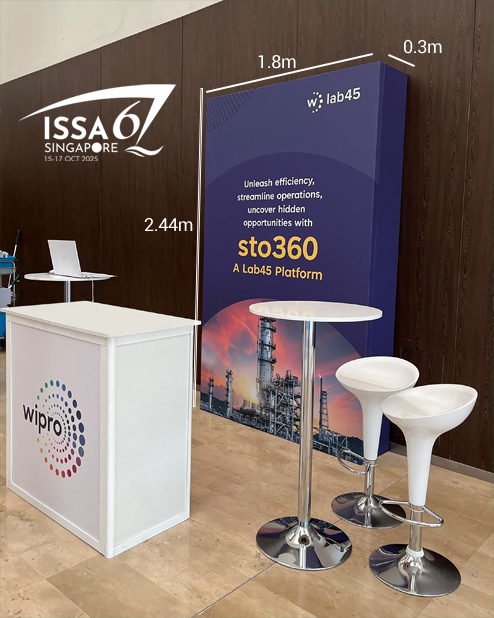 1.8m
0.3m
ISSA 67
SINGAPORE
15-17 OCT 2025
w lab45
Unleash efficiency,
streamline operations,
uncover hidden
opportunities with
sto360
A Lab45 Platform
2.44m
wipro